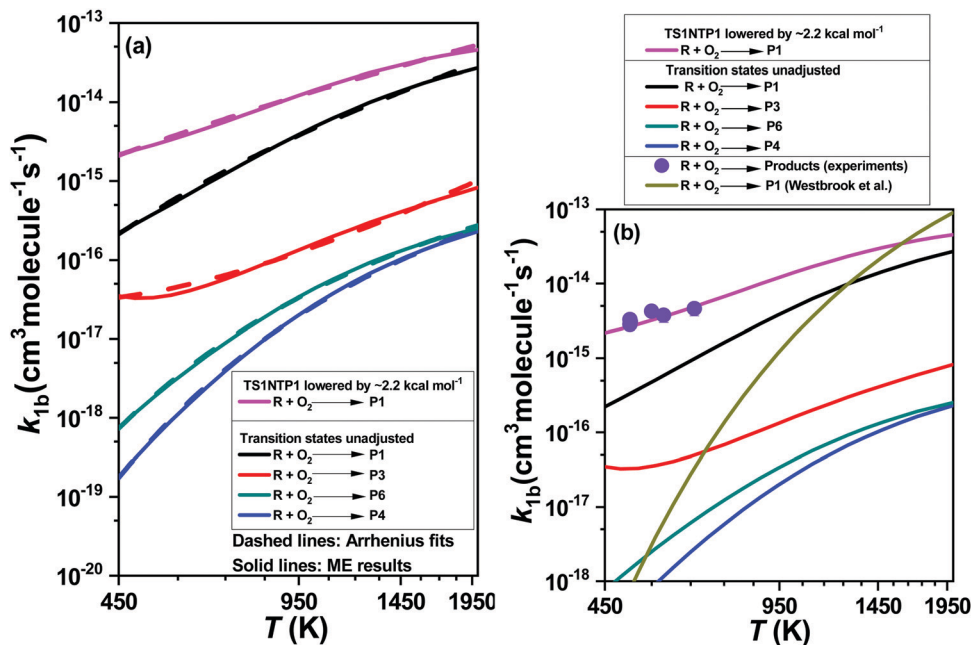 (a)
10⁻¹³
10⁻¹⁴
10⁻¹⁵
10⁻¹⁶
10⁻¹⁷
10⁻¹⁸
10⁻¹⁹
10⁻²⁰
k₁b(cm³molecule⁻¹s⁻¹)
TS1NTP1 lowered by ~2.2 kcal mol⁻¹
R + O₂ → P1
Transition states unadjusted
R + O₂ → P1
R + O₂ → P3
R + O₂ → P6
R + O₂ → P4
Dashed lines: Arrhenius fits
Solid lines: ME results
450 950 1450 1950
T (K)
TS1NTP1 lowered by ~2.2 kcal mol⁻¹
R + O₂ → P1
Transition states unadjusted
R + O₂ → P1
R + O₂ → P3
R + O₂ → P6
R + O₂ → P4
R + O₂ → Products (experiments)
R + O₂ → P1 (Westbrook et al.)
(b)
10⁻¹³
10⁻¹⁴
10⁻¹⁵
10⁻¹⁶
10⁻¹⁷
10⁻¹⁸
k₁b(cm³molecule⁻¹s⁻¹)
450 950 1450 1950
T (K)